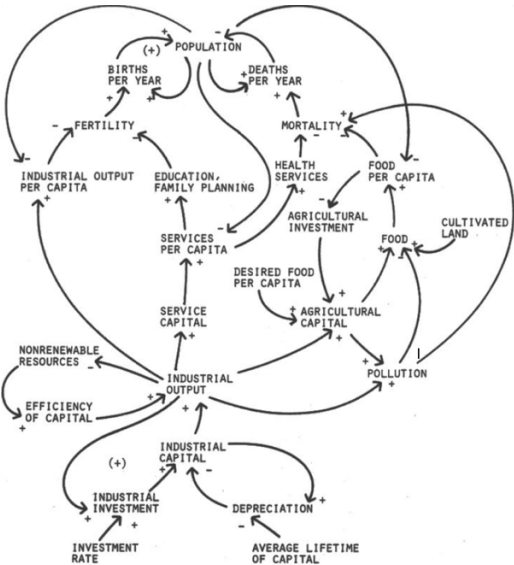 POPULATION
(+)
BIRTHS
PER YEAR
DEATHS
PER YEAR
FERTILITY
MORTALITY
INDUSTRIAL OUTPUT
PER CAPITA
EDUCATION,
FAMILY PLANNING
HEALTH
SERVICES
FOOD
PER CAPITA
AGRICULTURAL
INVESTMENT
CULTIVATED
LAND
SERVICES
PER CAPITA
FOOD
DESIRED FOOD
PER CAPITA
SERVICE
CAPITAL
AGRICULTURAL
CAPITAL
NONRENEWABLE
RESOURCES
INDUSTRIAL
OUTPUT
POLLUTION
EFFICIENCY
OF CAPITAL
INDUSTRIAL
CAPITAL
(+)
INDUSTRIAL
INVESTMENT
DEPRECIATION
INVESTMENT
RATE
AVERAGE LIFETIME
OF CAPITAL